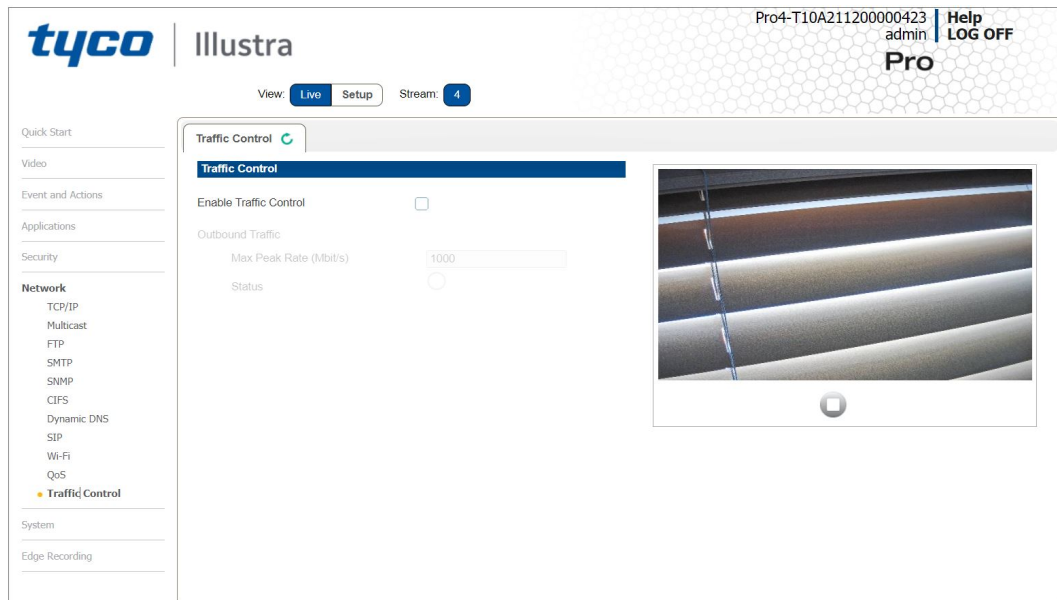 tyco | Illustra
Pro4-T10A211200000423
admin
Help
LOG OFF
Pro
View: Live Setup Stream: 4
Quick Start
Video
Event and Actions
Applications
Security
Network
TCP/IP
Multicast
FTP
SMTP
SNMP
CIFS
Dynamic DNS
SIP
Wi-Fi
QoS
Traffic Control
System
Edge Recording
Traffic Control
Traffic Control
Enable Traffic Control
Outbound Traffic
Max Peak Rate (Mbit/s) 1000
Status